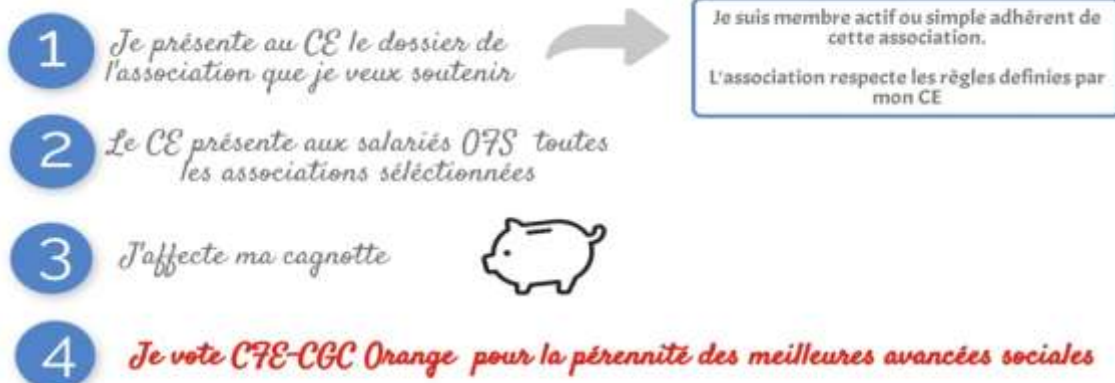 1
Je présente au CE le dossier de
l'association que je veux soutenir
Je suis membre actif ou simple adhérent de
cette association.
L'association respecte les règles definies par
mon CE
2
Le CE présente aux salariés OFS toutes
les associations séléctionnées
3
J'affecte ma cagnotte
4
Je vote CFE-CGC Orange pour la pérennité des meilleures avancées sociales